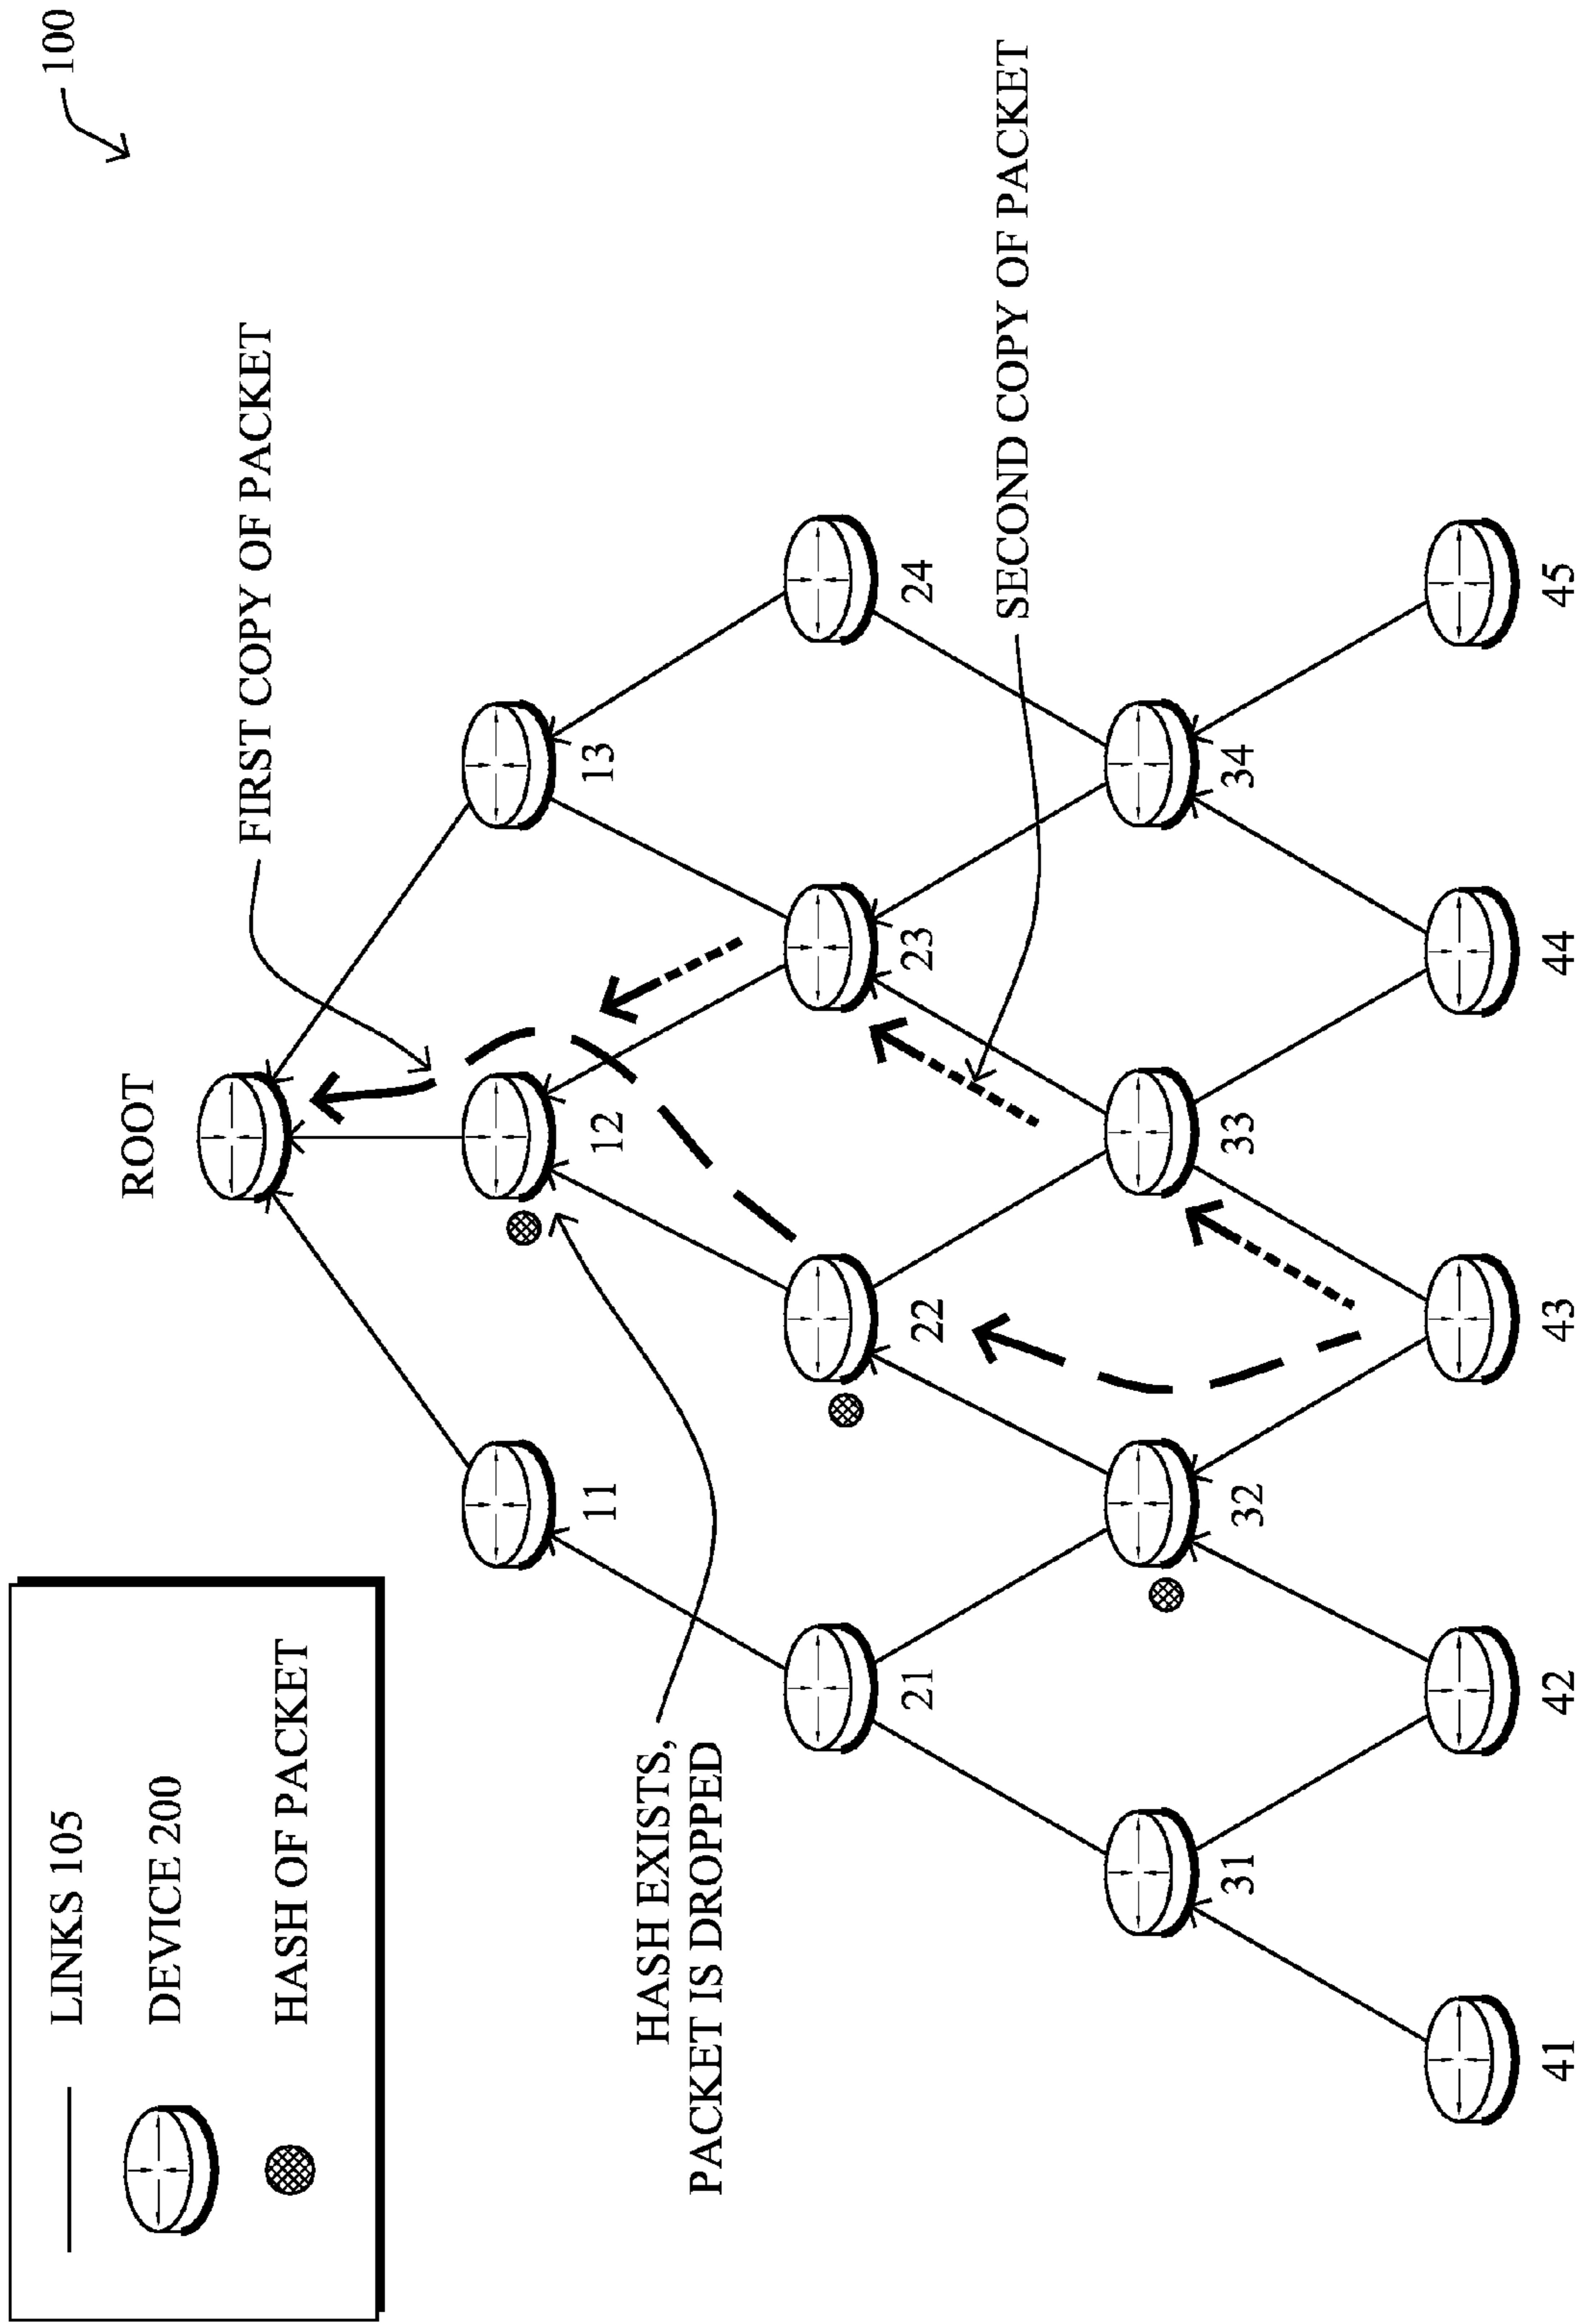 100
LINKS 105
DEVICE 200
HASH OF PACKET
ROOT
FIRST COPY OF PACKET
11
12
13
HASH EXISTS,
PACKET IS DROPPED
21
22
23
24
SECOND COPY OF PACKET
31
32
33
34
41
42
43
44
45